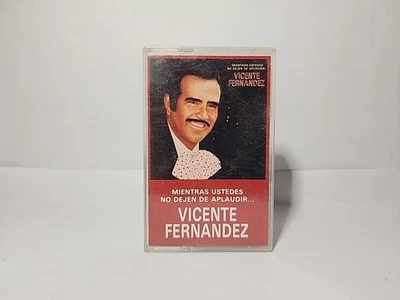 "MIENTRAS USTEDES
NO DEJEN DE APLAUDIR...
VICENTE
FERNANDEZ
MIENTRAS USTEDES
NO DEJEN DE APLAUDIR...
VICENTE
FERNANDEZ